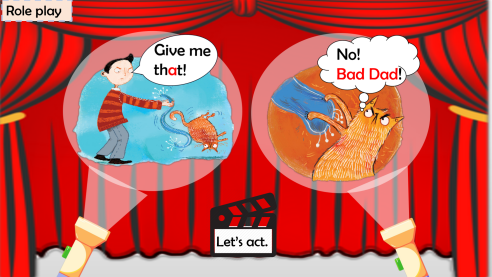 Role play
Give me
that!
No!
Bad Dad!
Let's act.